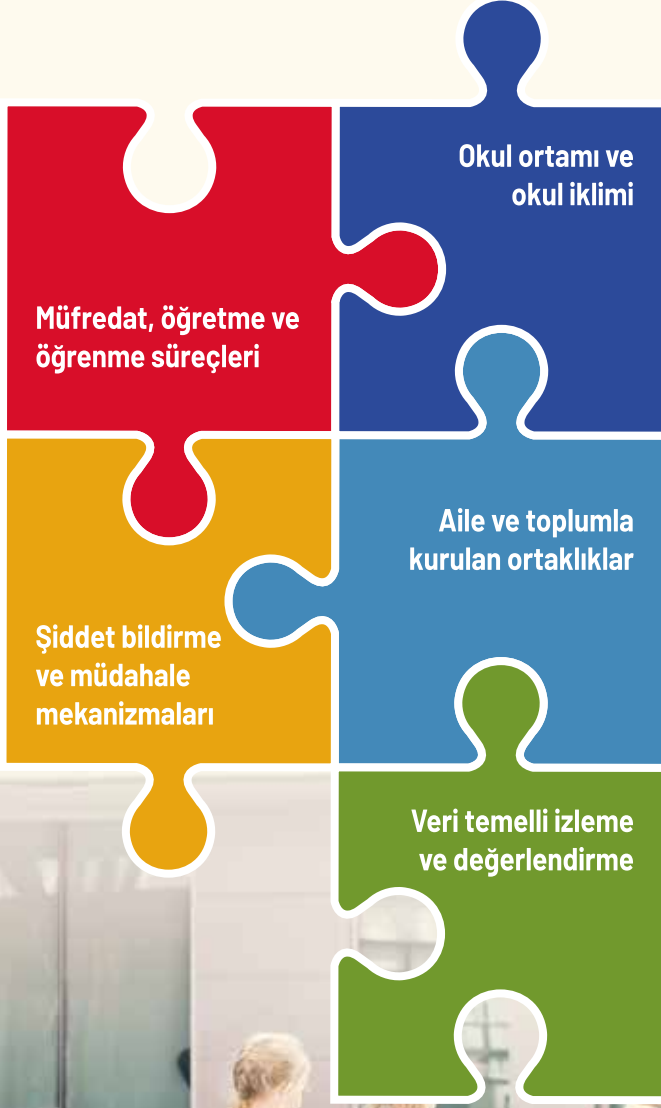 Okul ortamı ve
okul iklimi
Müfredat, öğretme ve
öğrenme süreçleri
Aile ve toplumla
kurulan ortaklıklar
Şiddet bildirme
ve müdahale
mekanizmaları
Veri temelli izleme
ve değerlendirme